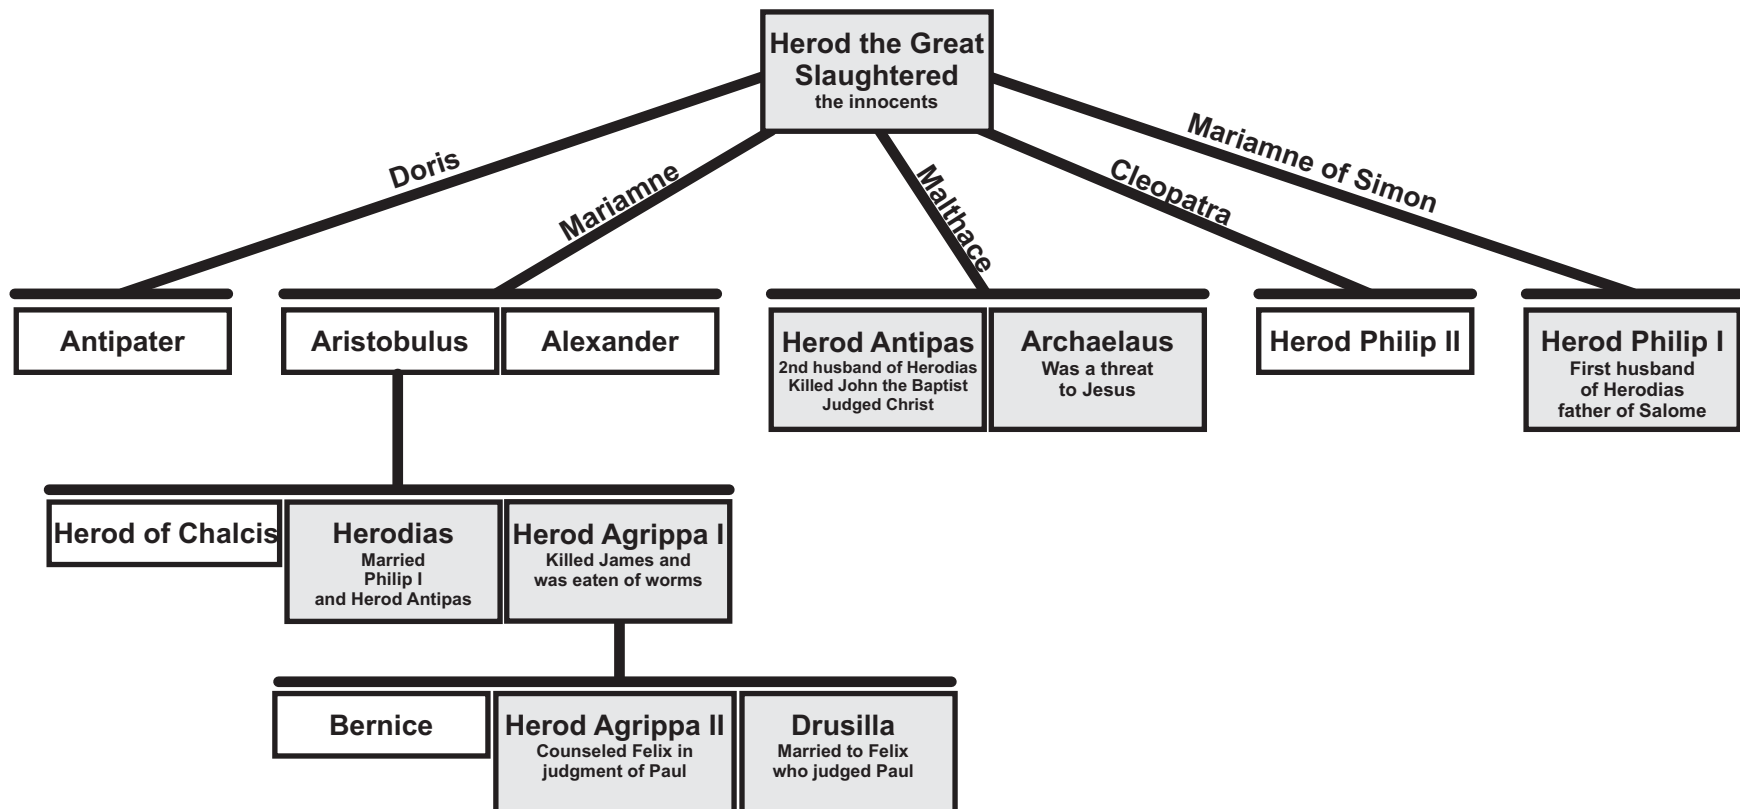 Herod the Great
Slaughtered
the innocents
Doris
Mariamne
Malthace
Cleopatra
Mariamne of Simon
Antipater
Aristobulus
Alexander
Herod Antipas
2nd husband of Herodias
Killed John the Baptist
Judged Christ
Archaelaus
Was a threat
to Jesus
Herod Philip II
Herod Philip I
First husband
of Herodias
father of Salome
Herod of Chalcis
Herodias
Married
Philip I
and Herod Antipas
Herod Agrippa I
Killed James and
was eaten of worms
Bernice
Herod Agrippa II
Counseled Felix in
judgment of Paul
Drusilla
Married to Felix
who judged Paul